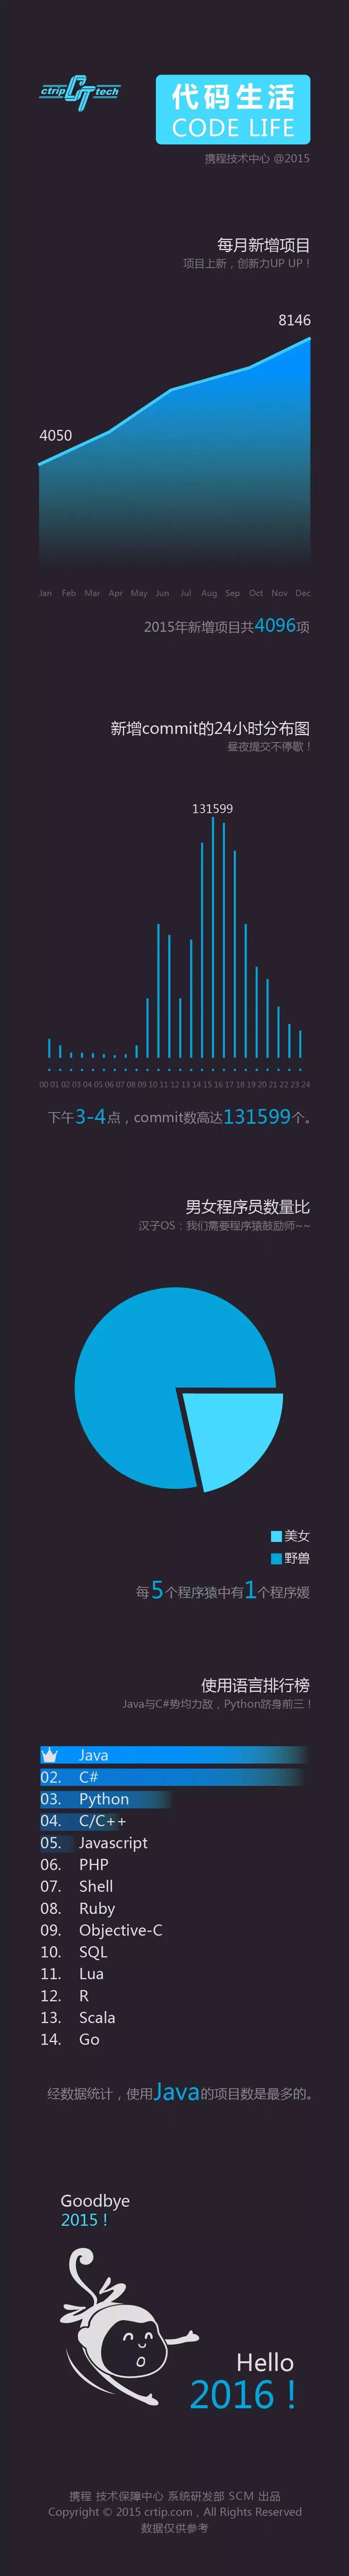 ctrip tech
代码生活
CODE LIFE
携程技术中心 @2015
每月新增项目
项目上新，创新力UP UP！
8146
4050
Jan Feb Mar Apr May Jun Jul Aug Sep Oct Nov Dec
2015年新增项目共4096项
新增commit的24小时分布图
昼夜提交不停歇！
131599
00 01 02 03 04 05 06 07 08 09 10 11 12 13 14 15 16 17 18 19 20 21 22 23 24
下午3-4点，commit数高达131599个。
男女程序员数量比
汉子OS：我们需要程序猿鼓励师~~
美女
野兽
每5个程序猿中有1个程序媛
使用语言排行榜
Java与C#势均力敌，Python跻身前三！
Java
02. C#
03. Python
04. C/C++
05. Javascript
06. PHP
07. Shell
08. Ruby
09. Objective-C
10. SQL
11. Lua
12. R
13. Scala
14. Go
经数据统计，使用Java的项目数是最多的。
Goodbye
2015！
Hello
2016！
携程 技术保障中心 系统研发部 SCM 出品
Copyright © 2015 crtip.com，All Rights Reserved
数据仅供参考